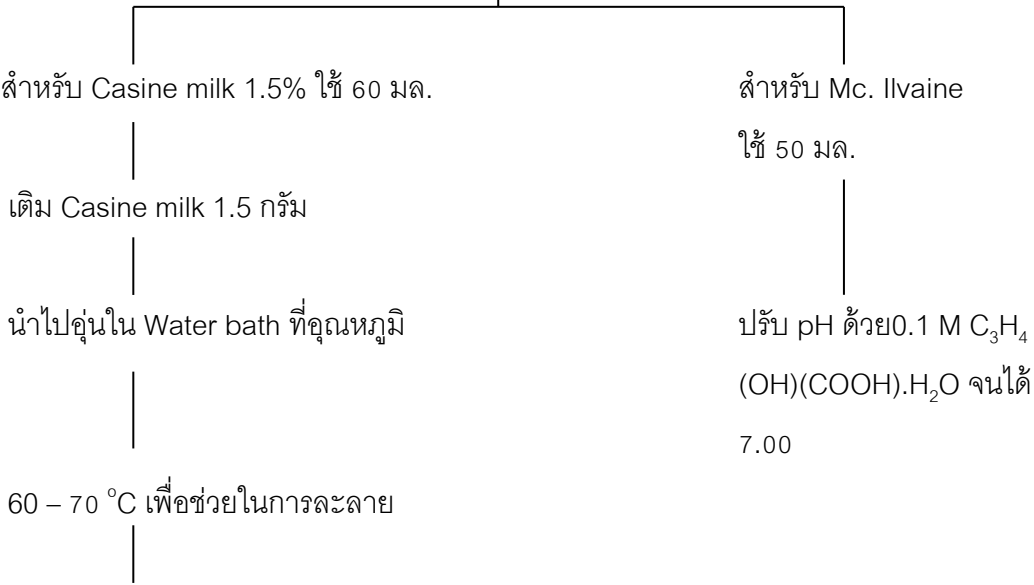 สำหรับ Casine milk 1.5% ใช้ 60 มล.
เติม Casine milk 1.5 กรัม
นำไปอุ่นใน Water bath ที่อุณหภูมิ
60 – 70 °C เพื่อช่วยในการละลาย
สำหรับ Mc. Ilvaine
ใช้ 50 มล.
ปรับ pH ด้วย0.1 M C₃H₄
(OH)(COOH).H₂O จนได้
7.00